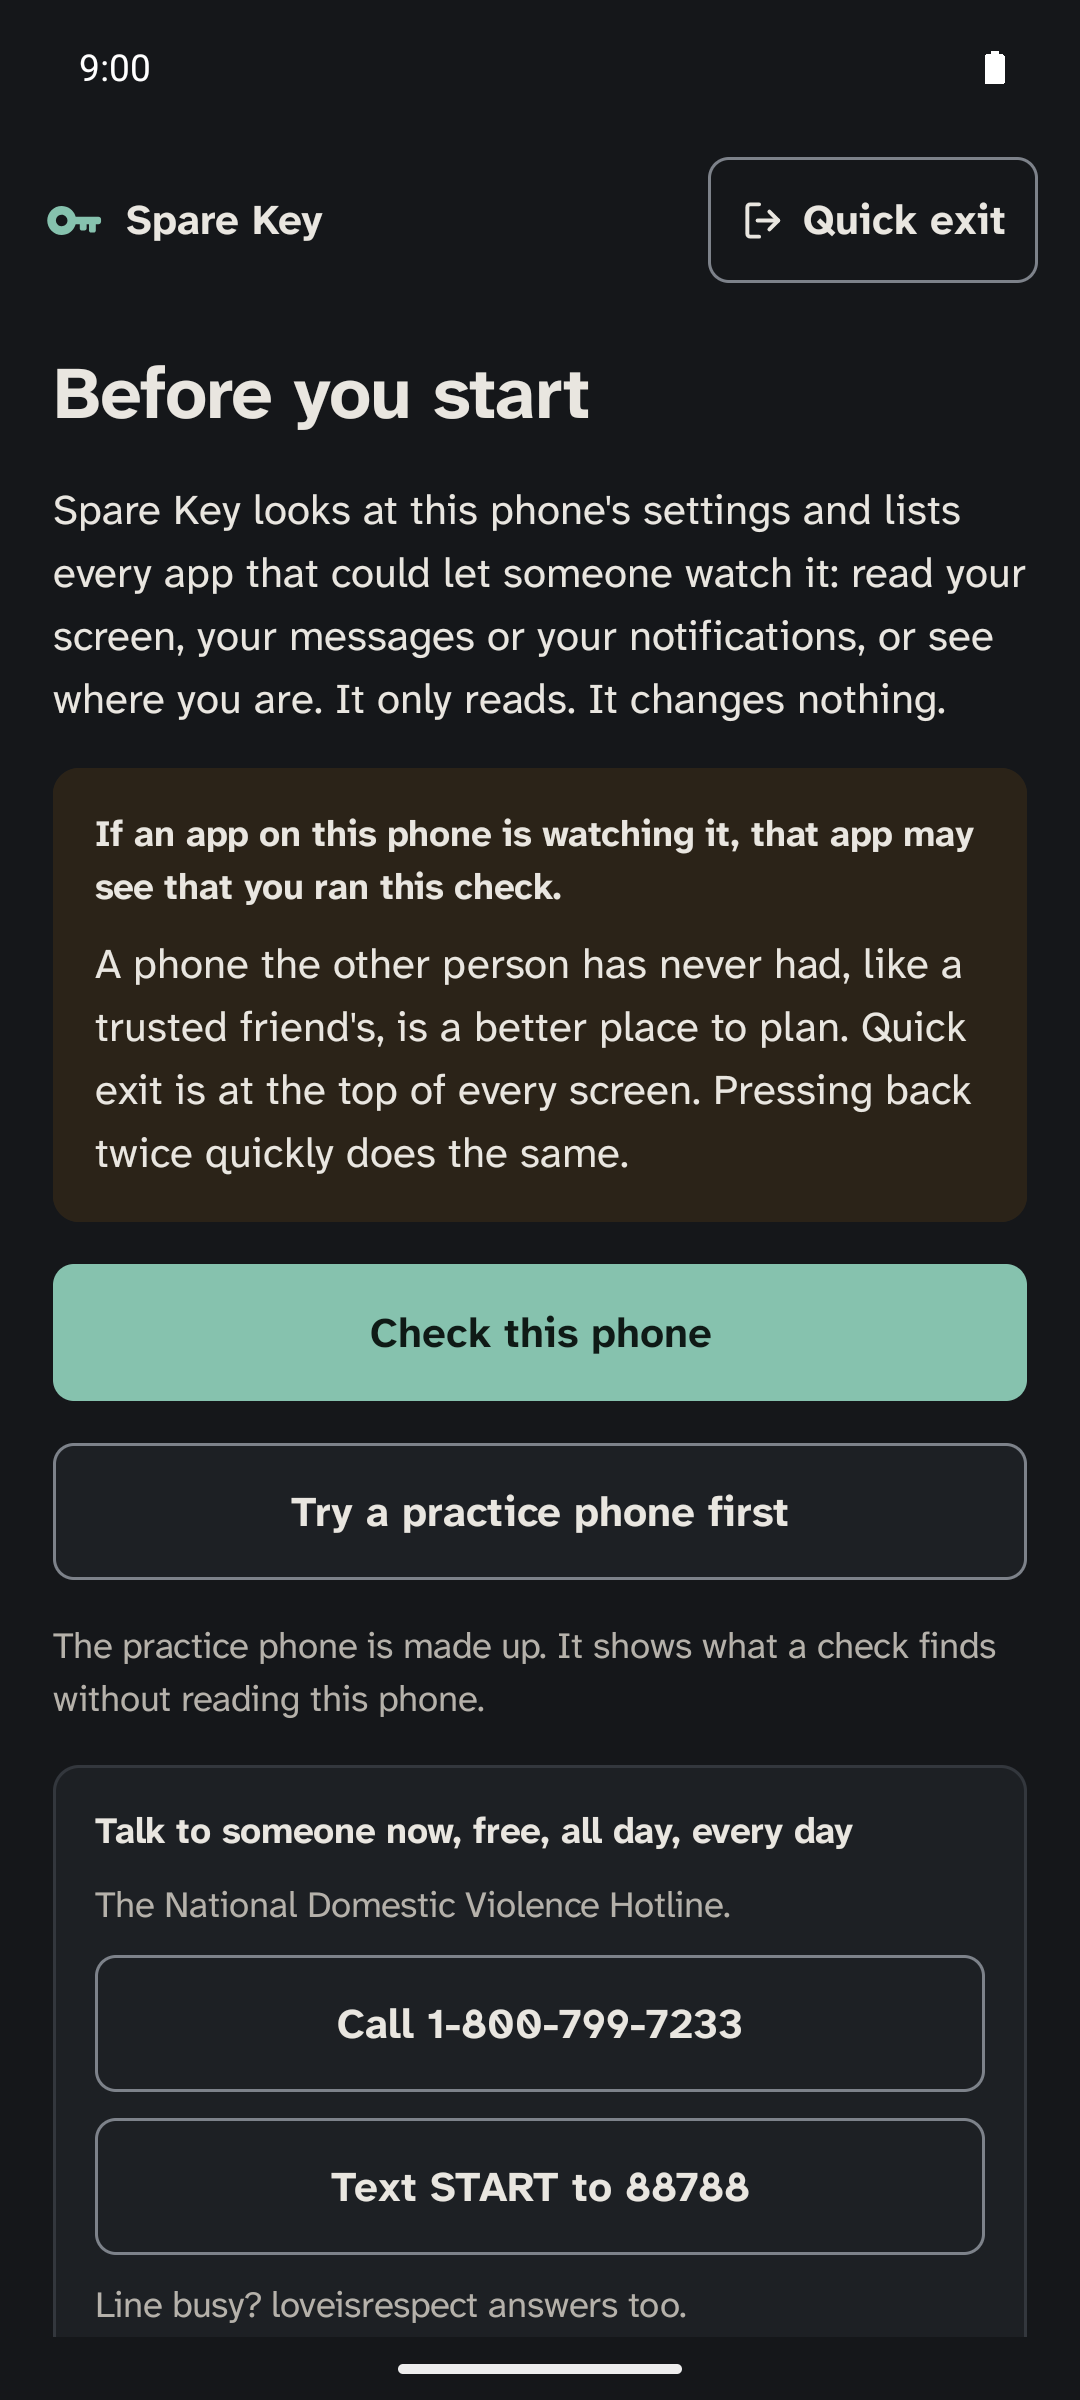 9:00
Spare Key
Quick exit
Before you start
Spare Key looks at this phone's settings and lists
every app that could let someone watch it: read your
screen, your messages or your notifications, or see
where you are. It only reads. It changes nothing.
If an app on this phone is watching it, that app may
see that you ran this check.
A phone the other person has never had, like a
trusted friend's, is a better place to plan. Quick
exit is at the top of every screen. Pressing back
twice quickly does the same.
Check this phone
Try a practice phone first
The practice phone is made up. It shows what a check finds
without reading this phone.
Talk to someone now, free, all day, every day
The National Domestic Violence Hotline.
Call 1-800-799-7233
Text START to 88788
Line busy? loveisrespect answers too.